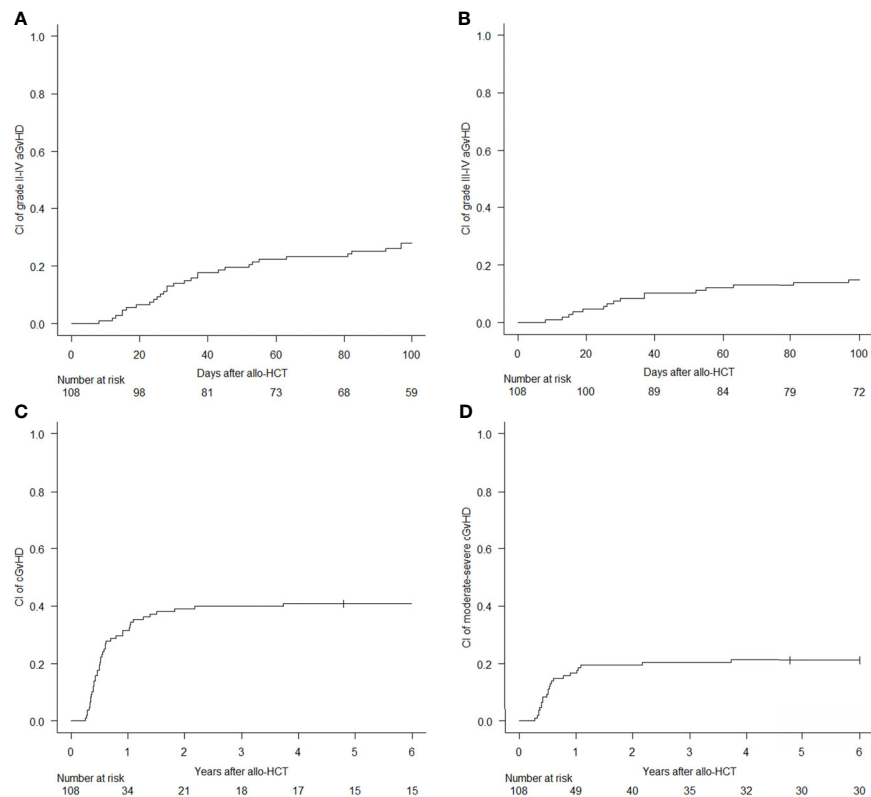 A
CI of grade II-IV aGvHD
1.0
0.8
0.6
0.4
0.2
0.0
0 20 40 60 80 100
Days after allo-HCT
Number at risk
108 98 81 73 68 59
B
CI of grade III-IV aGvHD
1.0
0.8
0.6
0.4
0.2
0.0
0 20 40 60 80 100
Days after allo-HCT
Number at risk
108 100 89 84 79 72
C
CI of cGvHD
1.0
0.8
0.6
0.4
0.2
0.0
0 1 2 3 4 5 6
Years after allo-HCT
Number at risk
108 34 21 18 17 15 15
D
CI of moderate-severe cGvHD
1.0
0.8
0.6
0.4
0.2
0.0
0 1 2 3 4 5 6
Years after allo-HCT
Number at risk
108 49 40 35 32 30 30